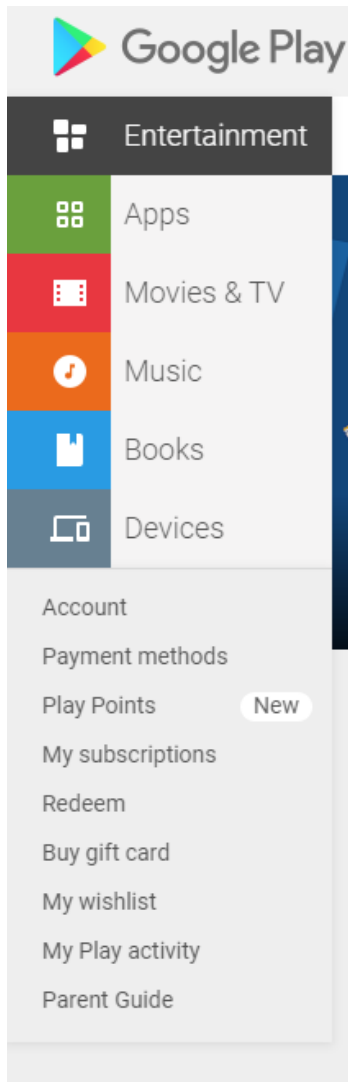 Google Play
Entertainment
Apps
Movies & TV
Music
Books
Devices
Account
Payment methods
Play Points New
My subscriptions
Redeem
Buy gift card
My wishlist
My Play activity
Parent Guide